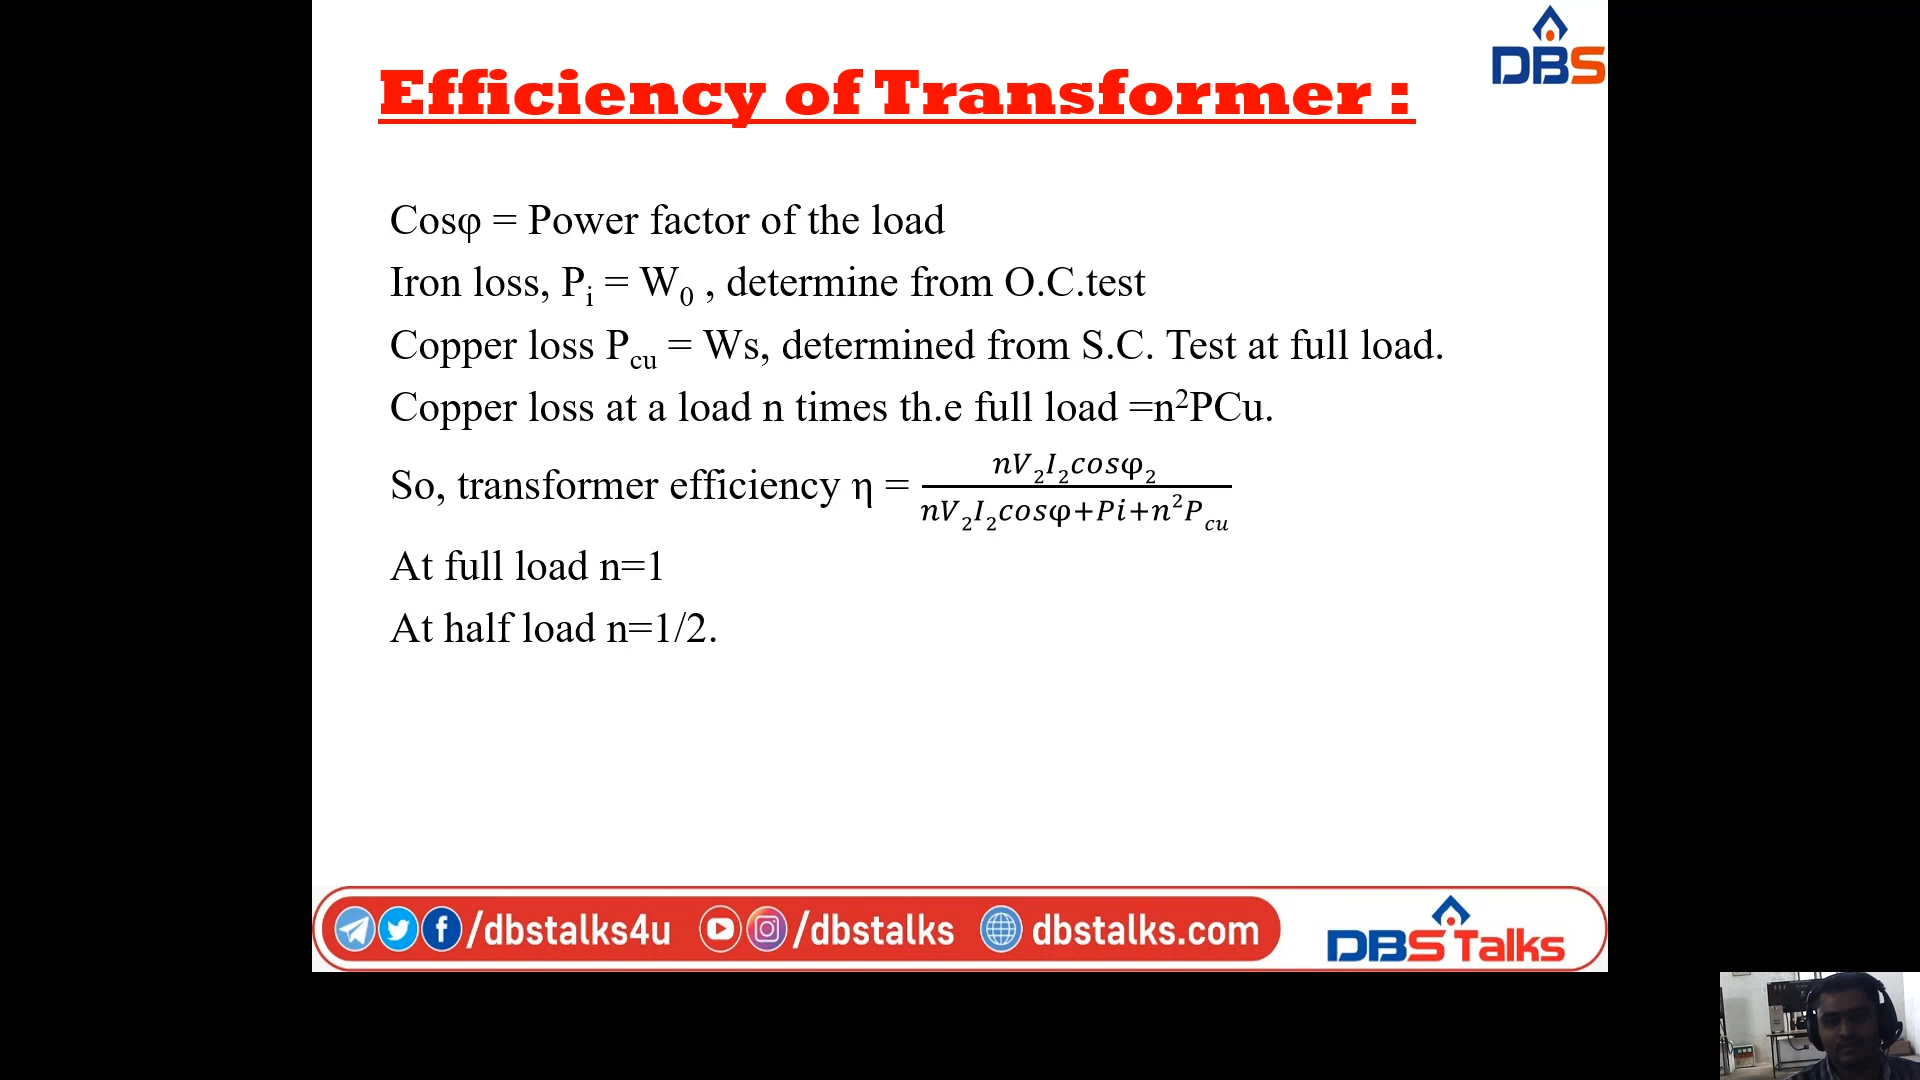 DBS
Efficiency of Transformer :
Cosφ = Power factor of the load
Iron loss, Pᵢ = W₀ , determine from O.C.test
Copper loss P_cu = Ws, determined from S.C. Test at full load.
Copper loss at a load n times th.e full load =n²PCu.
So, transformer efficiency η = nV₂I₂cosφ₂ / nV₂I₂cosφ+Pi+n²P_cu
At full load n=1
At half load n=1/2.
/dbstalks4u /dbstalks dbstalks.com DBS Talks